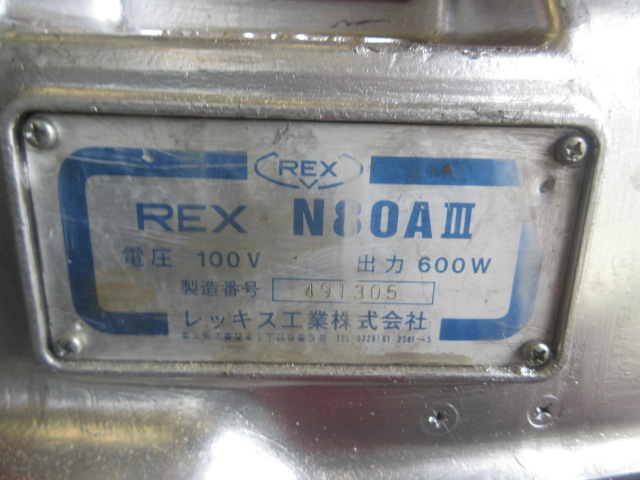 REX
REX N80AIII
電圧 100V 出力 600W
製造番号 491305
レッキス工業株式会社